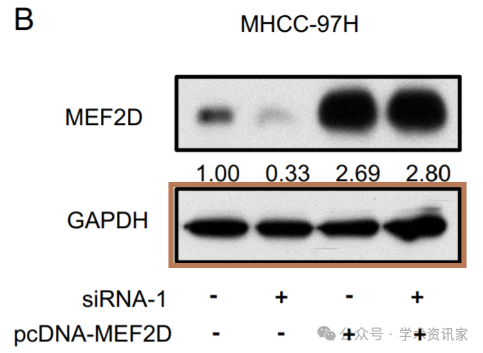 B
MHCC-97H
MEF2D
1.00 0.33 2.69 2.80
GAPDH
siRNA-1 - + - +
pcDNA-MEF2D - - + +
公众号·学术资讯家